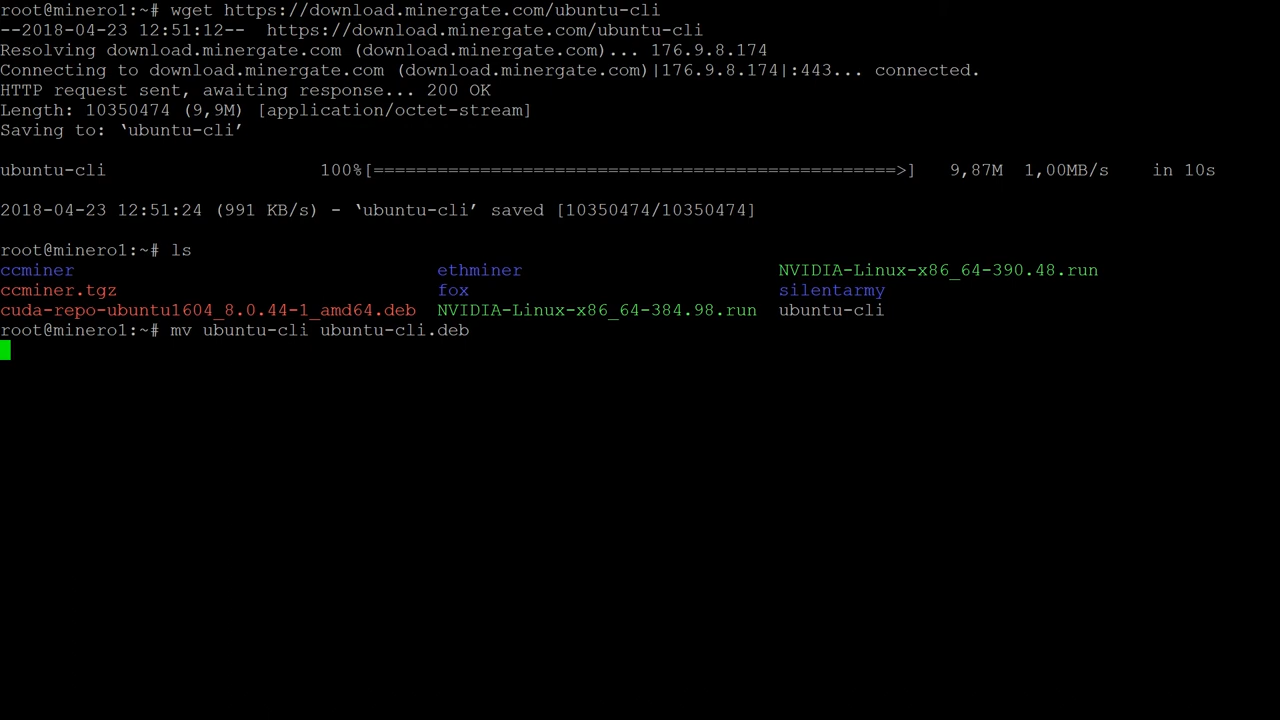 root@minero1:~# wget https://download.minergate.com/ubuntu-cli
--2018-04-23 12:51:12--  https://download.minergate.com/ubuntu-cli
Resolving download.minergate.com (download.minergate.com)... 176.9.8.174
Connecting to download.minergate.com (download.minergate.com)|176.9.8.174|:443... connected.
HTTP request sent, awaiting response... 200 OK
Length: 10350474 (9,9M) [application/octet-stream]
Saving to: ‘ubuntu-cli’
ubuntu-cli                    100%[=================================================>]   9,87M  1,00MB/s    in 10s
2018-04-23 12:51:24 (991 KB/s) - ‘ubuntu-cli’ saved [10350474/10350474]
root@minero1:~# ls
ccminer                                  ethminer                        NVIDIA-Linux-x86_64-390.48.run
ccminer.tgz                              fox                             silentarmy
cuda-repo-ubuntu1604_8.0.44-1_amd64.deb  NVIDIA-Linux-x86_64-384.98.run  ubuntu-cli
root@minero1:~# mv ubuntu-cli ubuntu-cli.deb